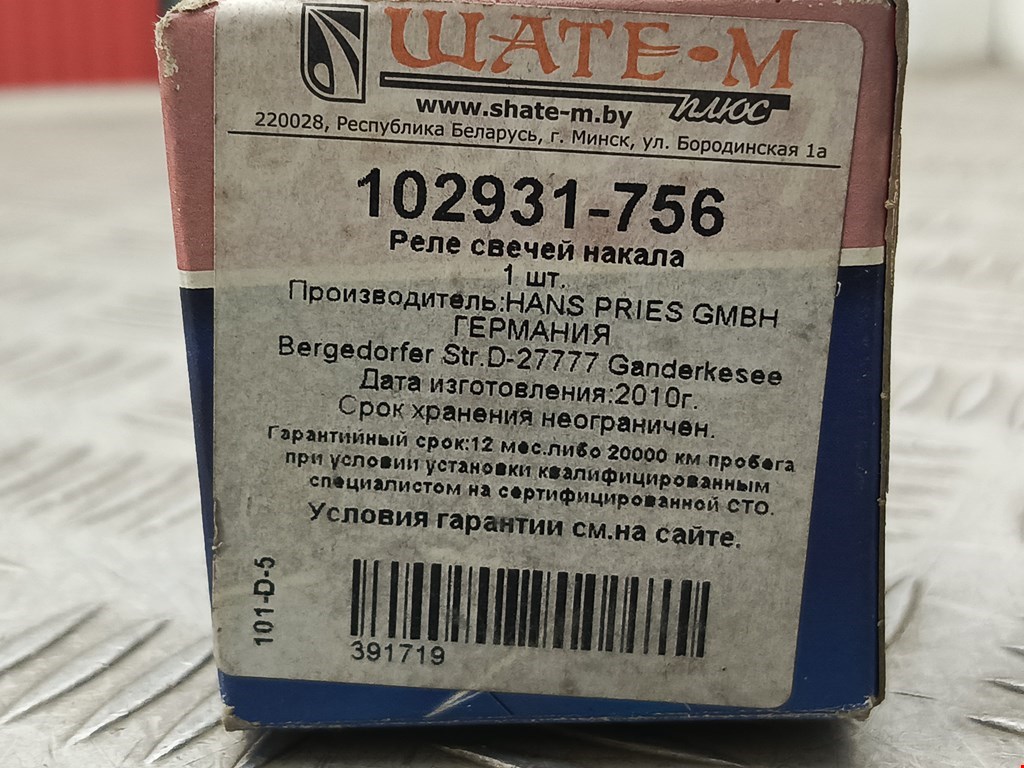 ШАТЕ-М
плюс
www.shate-m.by
220028, Республика Беларусь, г. Минск, ул. Бородинская 1а
102931-756
Реле свечей накала
1 шт.
Производитель:HANS PRIES GMBH
ГЕРМАНИЯ
Bergedorfer Str.D-27777 Ganderkesee
Дата изготовления:2010г.
Срок хранения неограничен.
Гарантийный срок:12 мес.либо 20000 км пробега
при условии установки квалифицированным
специалистом на сертифицированной СТО.
Условия гарантии см.на сайте.
101-D-5
391719